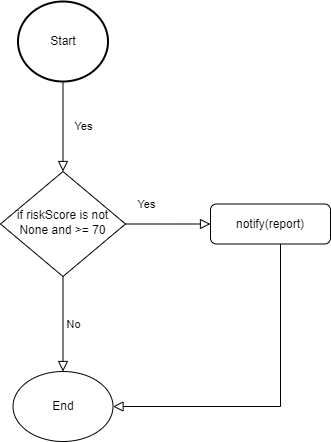 Start
Yes
if riskScore is not
None and >= 70
Yes
notify(report)
No
End